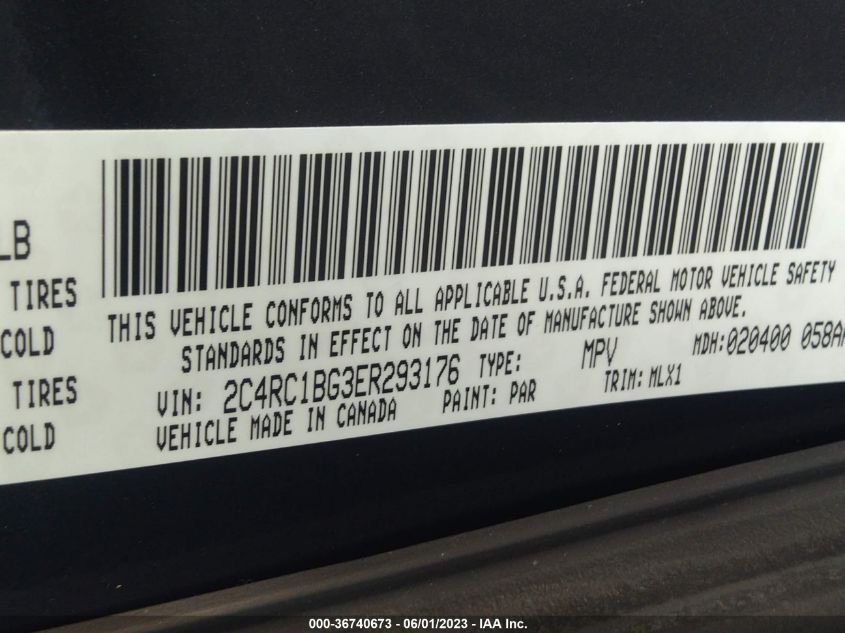 LB
TIRES
COLD
TIRES
COLD
THIS VEHICLE CONFORMS TO ALL APPLICABLE U.S.A. FEDERAL MOTOR VEHICLE SAFETY
STANDARDS IN EFFECT ON THE DATE OF MANUFACTURE SHOWN ABOVE.
VIN: 2C4RC1BG3ER293176 TYPE: MPV MDH:020400 058A
VEHICLE MADE IN CANADA PAINT: PAR TRIM: MLX1
000-36740673 - 06/01/2023 - IAA Inc.